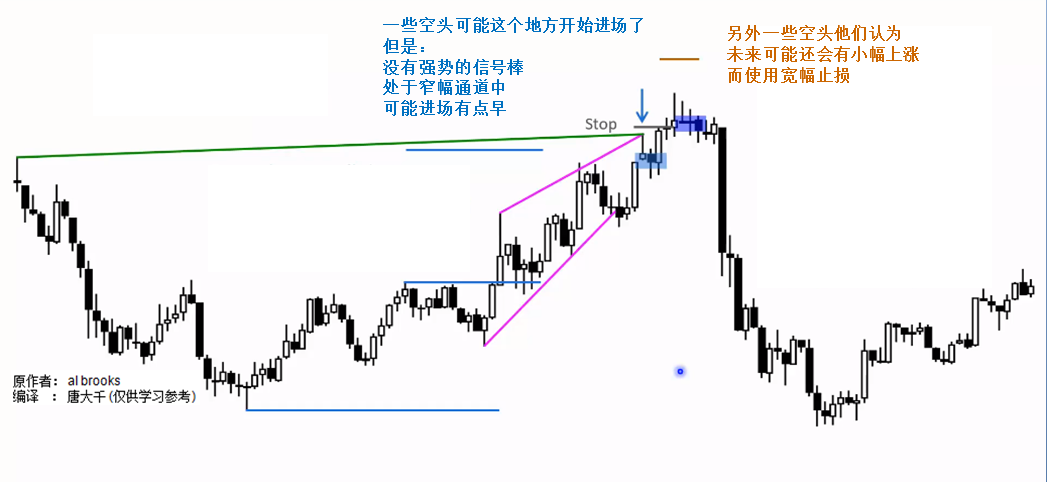 一些空头可能这个地方开始进场了
但是：
没有强势的信号棒
处于窄幅通道中
可能进场有点早
另外一些空头他们认为
未来可能还会有小幅上涨
而使用宽幅止损
Stop
原作者: al brooks
编译 : 唐大千(仅供学习参考)